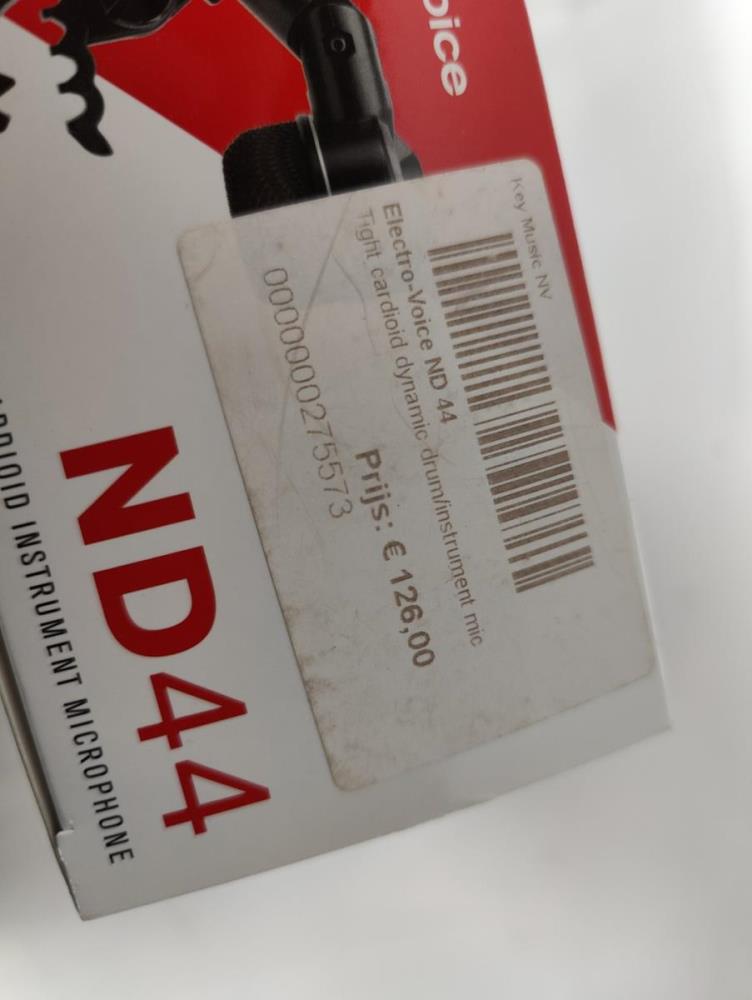 oice
Key Music NV
Electro-Voice ND 44
Tight cardioid dynamic drum/instrument mic
Prijs: € 126,00
0000000275573
ND44
INSTRUMENT MICROPHONE